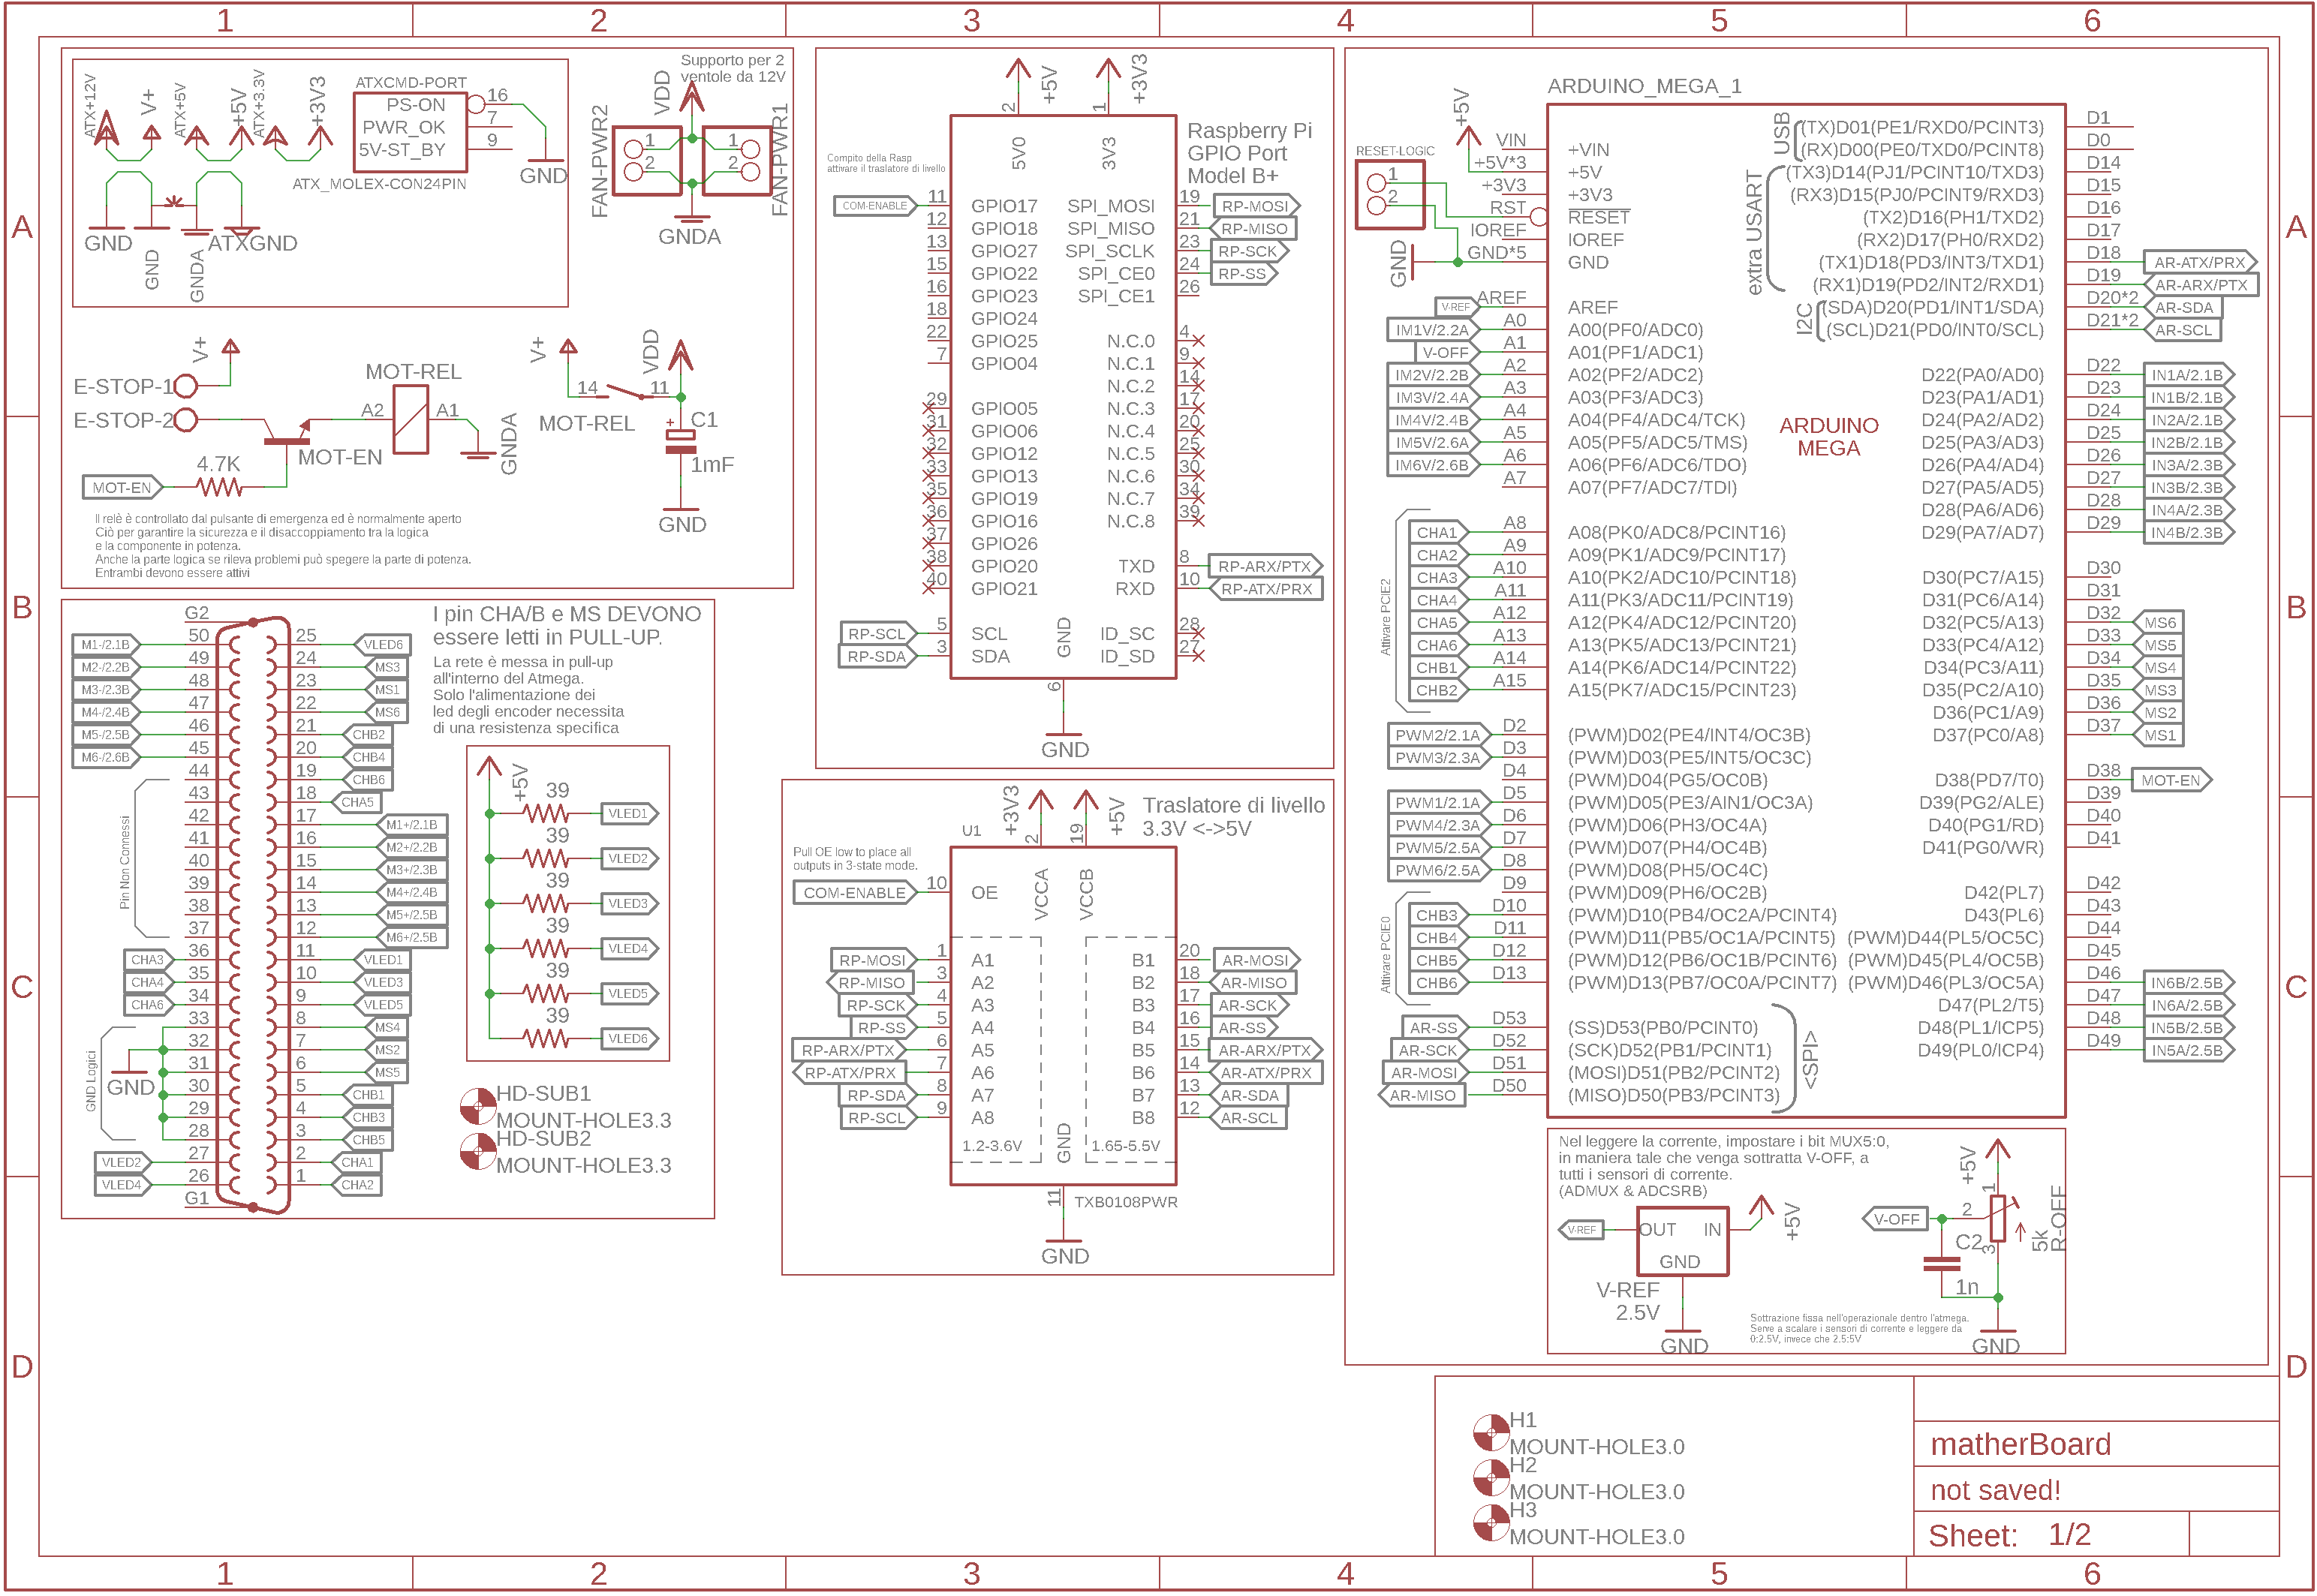 1 2 3 4 5 6
A
B
C
D
ATX+12V
V+
ATX+5V
+5V
ATX+3.3V
+3V3
ATXCMD-PORT
PS-ON 16
PWR_OK 7
5V-ST_BY 9
ATX_MOLEX-CON24PIN
GND
GND
GND
GNDA
ATXGND
Supporto per 2
ventole da 12V
VDD
FAN-PWR2
1
2
1
2
FAN-PWR1
GNDA
V+
E-STOP-1
E-STOP-2
MOT-REL
A2
A1
GNDA
MOT-EN
4.7K
MOT-EN
V+
14
11
MOT-REL
VDD
+
C1
1mF
GND
Il relè è controllato dal pulsante di emergenza ed è normalmente aperto
Ciò per garantire la sicurezza e il disaccoppiamento tra la logica
e la componente in potenza.
Anche la parte logica se rileva problemi può spegere la parte di potenza.
Entrambi devono essere attivi
G2
M1-/2.1B 50 25 VLED6
M2-/2.2B 49 24 MS3
M3-/2.3B 48 23 MS1
M4-/2.4B 47 22 MS6
M5-/2.5B 46 21 CHB2
M6-/2.6B 45 20 CHB4
44 19 CHB6
43 18 CHA5
42 17 M1+/2.1B
41 16 M2+/2.2B
40 15 M3+/2.3B
39 14 M4+/2.4B
38 13 M5+/2.5B
37 12 M6+/2.5B
CHA3 36 11 VLED1
CHA4 35 10 VLED3
CHA6 34 9 VLED5
33 8 MS4
32 7 MS2
31 6 MS5
30 5 CHB1
29 4 CHB3
28 3 CHB5
VLED2 27 2 CHA1
VLED4 26 1 CHA2
G1
Pin Non Connessi
GND Logici
GND
I pin CHA/B e MS DEVONO
essere letti in PULL-UP.
La rete è messa in pull-up
all'interno del Atmega.
Solo l'alimentazione dei
led degli encoder necessita
di una resistenza specifica
+5V
39 VLED1
39 VLED2
39 VLED3
39 VLED4
39 VLED5
39 VLED6
HD-SUB1
MOUNT-HOLE3.3
HD-SUB2
MOUNT-HOLE3.3
+5V
+3V3
2
1
5V0
3V3
Raspberry Pi
GPIO Port
Model B+
Compito della Rasp
attivare il traslatore di livello
COM-ENABLE 11 GPIO17 SPI_MOSI 19 RP-MOSI
12 GPIO18 SPI_MISO 21 RP-MISO
13 GPIO27 SPI_SCLK 23 RP-SCK
15 GPIO22 SPI_CE0 24 RP-SS
16 GPIO23 SPI_CE1 26
18 GPIO24
22 GPIO25 N.C.0 4
7 GPIO04 N.C.1 9
N.C.2 14
29 GPIO05 N.C.3 17
31 GPIO06 N.C.4 20
32 GPIO12 N.C.5 25
33 GPIO13 N.C.6 30
35 GPIO19 N.C.7 34
36 GPIO16 N.C.8 39
37 GPIO26
38 GPIO20 TXD 8 RP-ARX/PTX
40 GPIO21 RXD 10 RP-ATX/PRX
RP-SCL 5 SCL ID_SC 28
RP-SDA 3 SDA ID_SD 27
GND
6
GND
+3V3
+5V
Traslatore di livello
3.3V <->5V
U1
2
19
Pull OE low to place all
outputs in 3-state mode.
COM-ENABLE 10 OE
VCCA
VCCB
RP-MOSI 1 A1 B1 20 AR-MOSI
RP-MISO 3 A2 B2 18 AR-MISO
RP-SCK 4 A3 B3 17 AR-SCK
RP-SS 5 A4 B4 16 AR-SS
RP-ARX/PTX 6 A5 B5 15 AR-ARX/PTX
RP-ATX/PRX 7 A6 B6 14 AR-ATX/PRX
RP-SDA 8 A7 B7 13 AR-SDA
RP-SCL 9 A8 B8 12 AR-SCL
1.2-3.6V
GND
1.65-5.5V
11
TXB0108PWR
GND
ARDUINO_MEGA_1
+5V
RESET-LOGIC
1
2
GND
VIN +VIN
+5V*3 +5V
+3V3 +3V3
RST RESET
IOREF IOREF
GND*5 GND
V-REF AREF AREF
IM1V/2.2A A0 A00(PF0/ADC0)
V-OFF A1 A01(PF1/ADC1)
IM2V/2.2B A2 A02(PF2/ADC2)
IM3V/2.4A A3 A03(PF3/ADC3)
IM4V/2.4B A4 A04(PF4/ADC4/TCK)
IM5V/2.6A A5 A05(PF5/ADC5/TMS)
IM6V/2.6B A6 A06(PF6/ADC6/TDO)
A7 A07(PF7/ADC7/TDI)
Attivare PCIE2
CHA1 A8 A08(PK0/ADC8/PCINT16)
CHA2 A9 A09(PK1/ADC9/PCINT17)
CHA3 A10 A10(PK2/ADC10/PCINT18)
CHA4 A11 A11(PK3/ADC11/PCINT19)
CHA5 A12 A12(PK4/ADC12/PCINT20)
CHA6 A13 A13(PK5/ADC13/PCINT21)
CHB1 A14 A14(PK6/ADC14/PCINT22)
CHB2 A15 A15(PK7/ADC15/PCINT23)
PWM2/2.1A D2 (PWM)D02(PE4/INT4/OC3B)
PWM3/2.3A D3 (PWM)D03(PE5/INT5/OC3C)
D4 (PWM)D04(PG5/OC0B)
PWM1/2.1A D5 (PWM)D05(PE3/AIN1/OC3A)
PWM4/2.3A D6 (PWM)D06(PH3/OC4A)
PWM5/2.5A D7 (PWM)D07(PH4/OC4B)
PWM6/2.5A D8 (PWM)D08(PH5/OC4C)
D9 (PWM)D09(PH6/OC2B)
Attivare PCIE0
CHB3 D10 (PWM)D10(PB4/OC2A/PCINT4)
CHB4 D11 (PWM)D11(PB5/OC1A/PCINT5)
CHB5 D12 (PWM)D12(PB6/OC1B/PCINT6)
CHB6 D13 (PWM)D13(PB7/OC0A/PCINT7)
AR-SS D53 (SS)D53(PB0/PCINT0)
AR-SCK D52 (SCK)D52(PB1/PCINT1)
AR-MOSI D51 (MOSI)D51(PB2/PCINT2)
AR-MISO D50 (MISO)D50(PB3/PCINT3)
<SPI>
ARDUINO
MEGA
USB
extra USART
I2C
(TX)D01(PE1/RXD0/PCINT3) D1
(RX)D00(PE0/TXD0/PCINT8) D0
(TX3)D14(PJ1/PCINT10/TXD3) D14
(RX3)D15(PJ0/PCINT9/RXD3) D15
(TX2)D16(PH1/TXD2) D16
(RX2)D17(PH0/RXD2) D17
(TX1)D18(PD3/INT3/TXD1) D18 AR-ATX/PRX
(RX1)D19(PD2/INT2/RXD1) D19 AR-ARX/PTX
(SDA)D20(PD1/INT1/SDA) D20*2 AR-SDA
(SCL)D21(PD0/INT0/SCL) D21*2 AR-SCL
D22(PA0/AD0) D22 IN1A/2.1B
D23(PA1/AD1) D23 IN1B/2.1B
D24(PA2/AD2) D24 IN2A/2.1B
D25(PA3/AD3) D25 IN2B/2.1B
D26(PA4/AD4) D26 IN3A/2.3B
D27(PA5/AD5) D27 IN3B/2.3B
D28(PA6/AD6) D28 IN4A/2.3B
D29(PA7/AD7) D29 IN4B/2.3B
D30(PC7/A15) D30
D31(PC6/A14) D31
D32(PC5/A13) D32 MS6
D33(PC4/A12) D33 MS5
D34(PC3/A11) D34 MS4
D35(PC2/A10) D35 MS3
D36(PC1/A9) D36 MS2
D37(PC0/A8) D37 MS1
D38(PD7/T0) D38 MOT-EN
D39(PG2/ALE) D39
D40(PG1/RD) D40
D41(PG0/WR) D41
D42(PL7) D42
D43(PL6) D43
(PWM)D44(PL5/OC5C) D44
(PWM)D45(PL4/OC5B) D45
(PWM)D46(PL3/OC5A) D46 IN6B/2.5B
D47(PL2/T5) D47 IN6A/2.5B
D48(PL1/ICP5) D48 IN5B/2.5B
D49(PL0/ICP4) D49 IN5A/2.5B
Nel leggere la corrente, impostare i bit MUX5:0,
in maniera tale che venga sottratta V-OFF, a
tutti i sensori di corrente.
(ADMUX & ADCSRB)
V-REF
OUT IN
GND
+5V
V-REF
2.5V
GND
V-OFF
2
+5V
1
3
C2
1n
5k
R-OFF
GND
Sottrazione fissa nell'operazionale dentro l'atmega.
Serve a scalare i sensori di corrente e leggere da
0:2.5V, invece che 2.5:5V
H1
MOUNT-HOLE3.0
H2
MOUNT-HOLE3.0
H3
MOUNT-HOLE3.0
matherBoard
not saved!
Sheet: 1/2
A
B
C
D
1 2 3 4 5 6